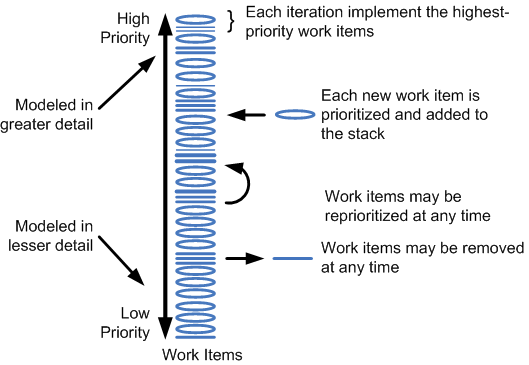 High
Priority
Each iteration implement the highest-
priority work items
Modeled in
greater detail
Each new work item is
prioritized and added to
the stack
Work items may be
reprioritized at any time
Modeled in
lesser detail
Work items may be removed
at any time
Low
Priority
Work Items